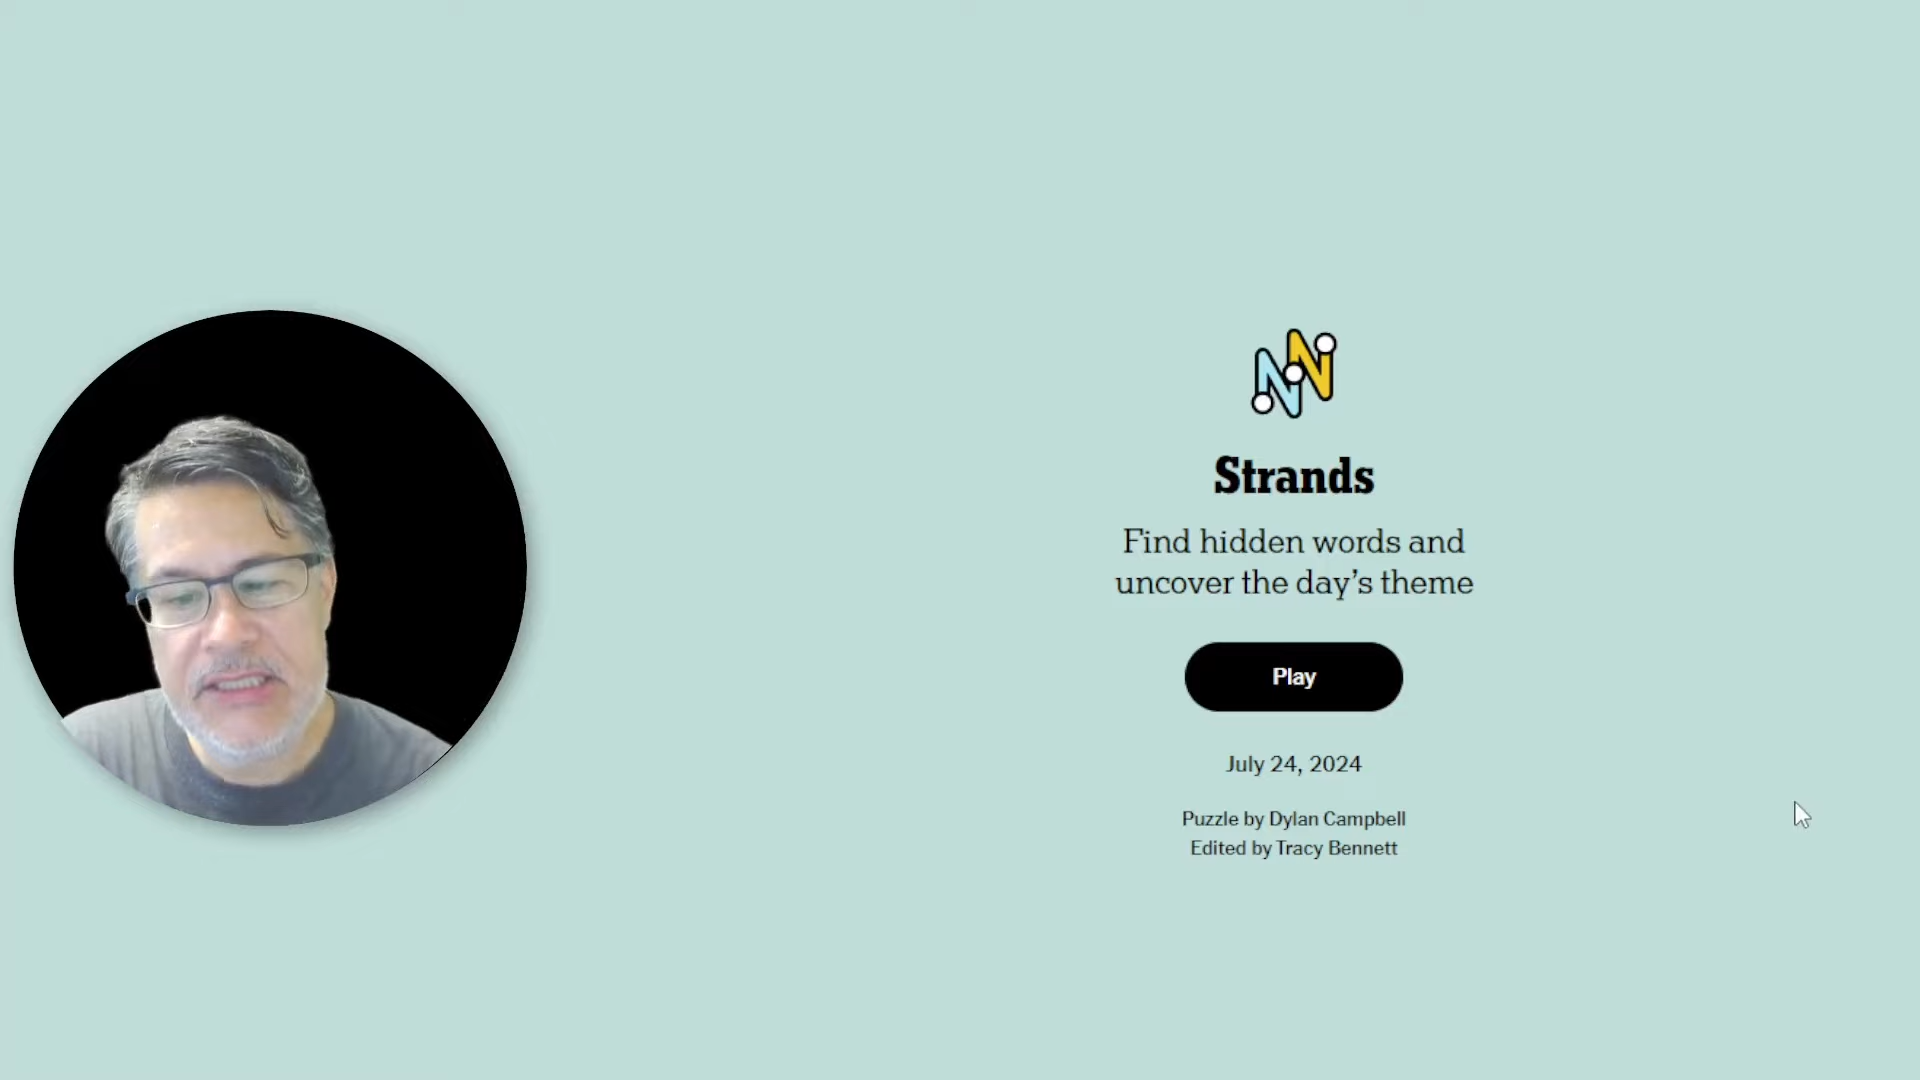 Strands
Find hidden words and
uncover the day’s theme
Play
July 24, 2024
Puzzle by Dylan Campbell
Edited by Tracy Bennett